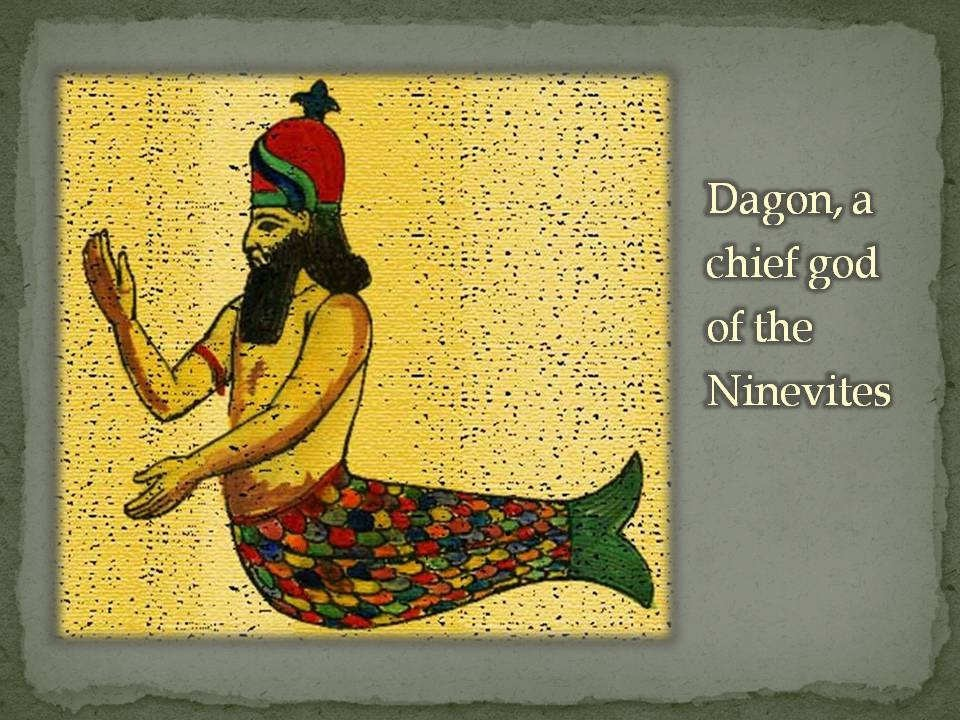 Dagon, a
chief god
of the
Ninevites